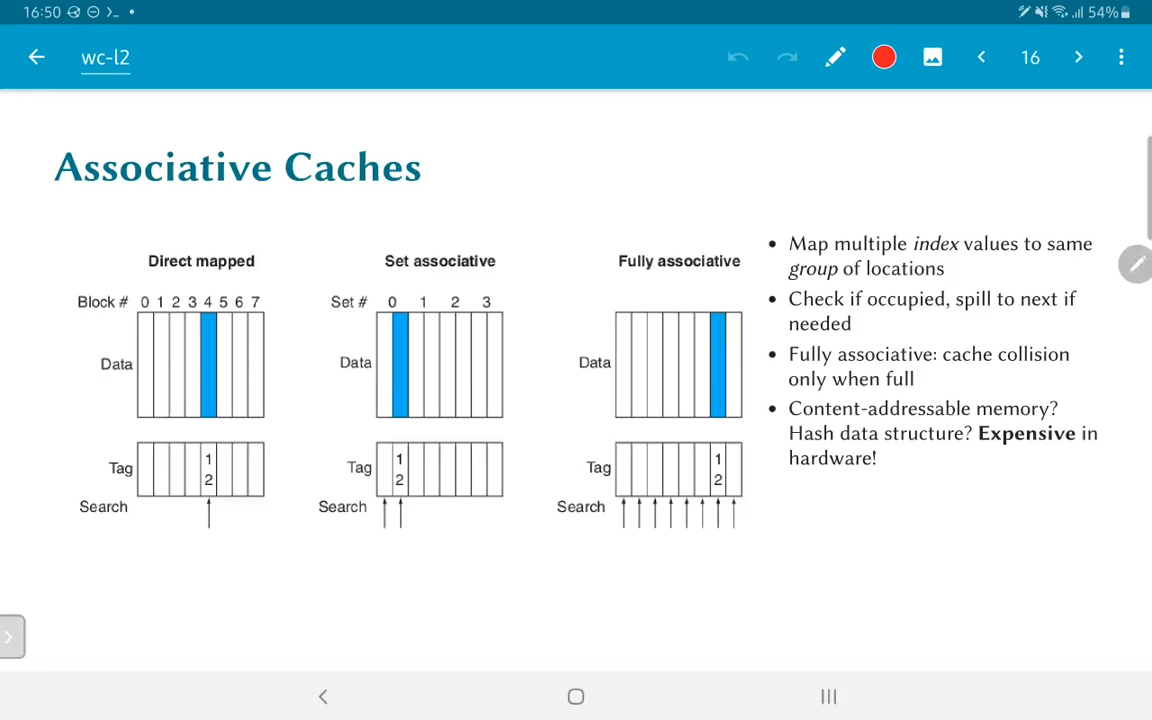 16:50
54%
wc-l2
16
Associative Caches
Direct mapped
Block # 0 1 2 3 4 5 6 7
Data
Tag
1
2
Search
Set associative
Set # 0 1 2 3
Data
Tag
1
2
Search
Fully associative
Data
Tag
1
2
Search
• Map multiple index values to same
group of locations
• Check if occupied, spill to next if
needed
• Fully associative: cache collision
only when full
• Content-addressable memory?
Hash data structure? Expensive in
hardware!